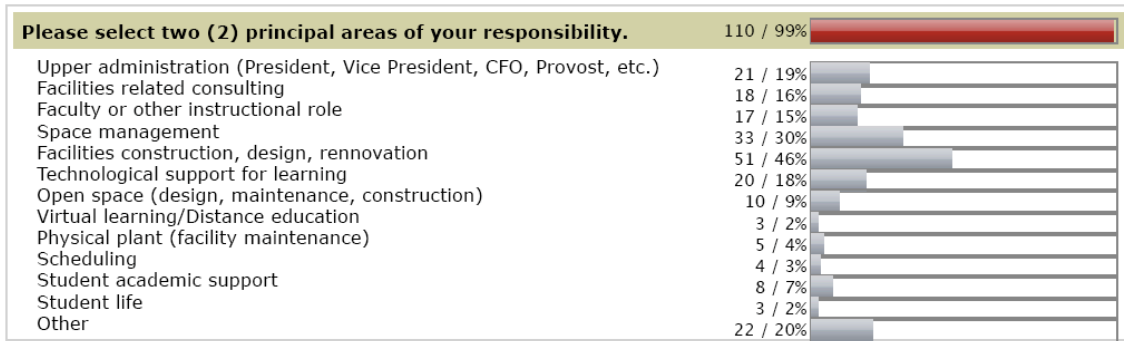 Please select two (2) principal areas of your responsibility. 110 / 99%
Upper administration (President, Vice President, CFO, Provost, etc.) 21 / 19%
Facilities related consulting 18 / 16%
Faculty or other instructional role 17 / 15%
Space management 33 / 30%
Facilities construction, design, rennovation 51 / 46%
Technological support for learning 20 / 18%
Open space (design, maintenance, construction) 10 / 9%
Virtual learning/Distance education 3 / 2%
Physical plant (facility maintenance) 5 / 4%
Scheduling 4 / 3%
Student academic support 8 / 7%
Student life 3 / 2%
Other 22 / 20%